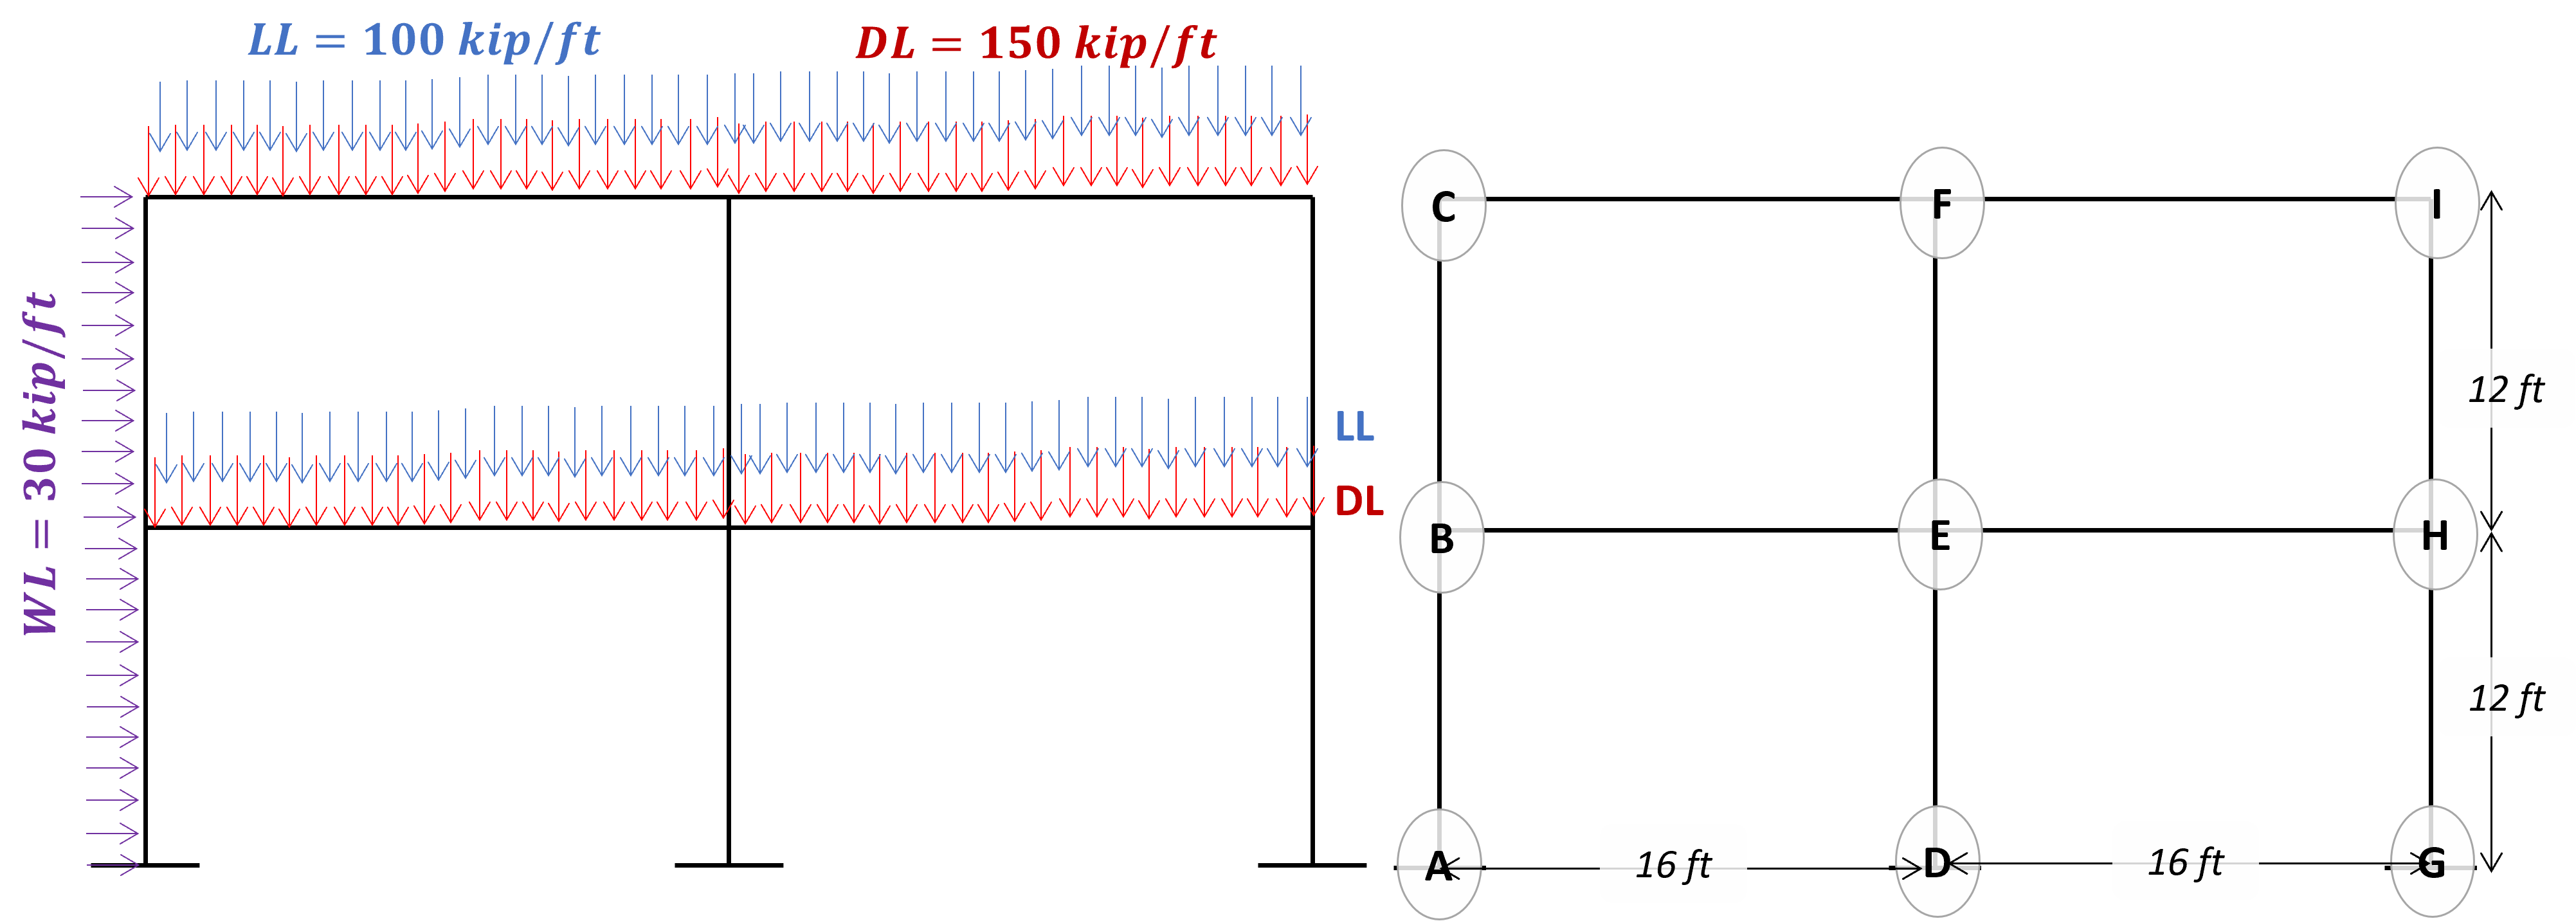 LL = 100 kip/ft
DL = 150 kip/ft
WL = 30 kip/ft
LL
DL
C
F
I
12 ft
B
E
H
12 ft
A
16 ft
D
16 ft
G